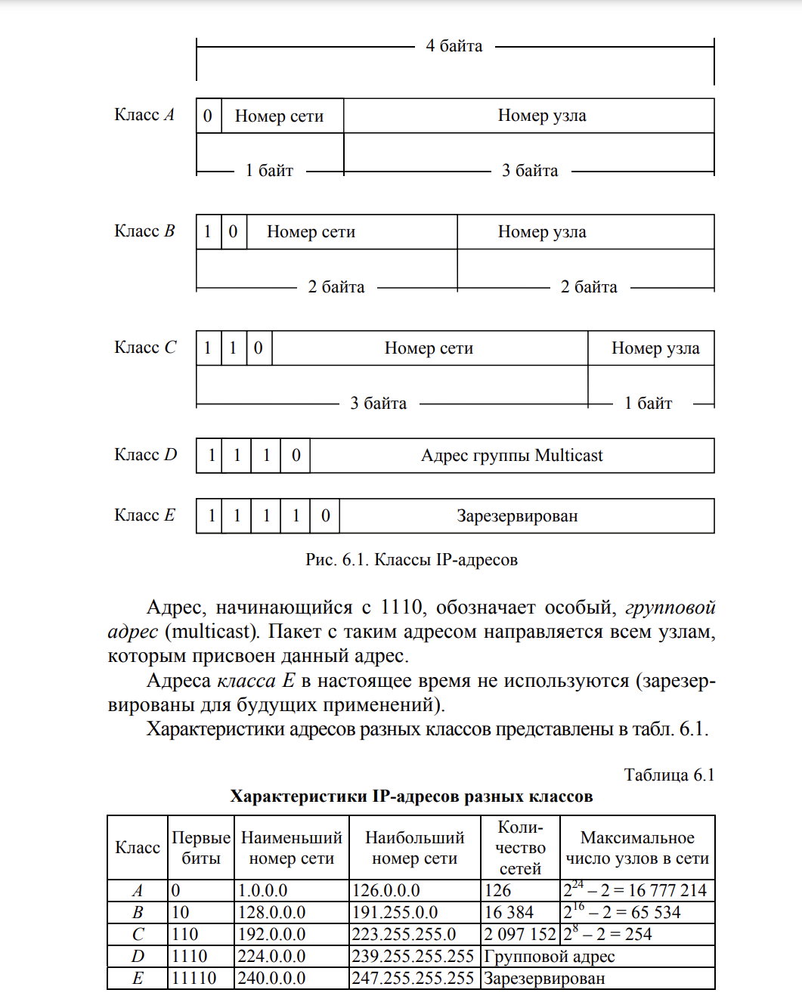 4 байта
Класс A 0 Номер сети Номер узла
1 байт 3 байта
Класс B 1 0 Номер сети Номер узла
2 байта 2 байта
Класс C 1 1 0 Номер сети Номер узла
3 байта 1 байт
Класс D 1 1 1 0 Адрес группы Multicast
Класс E 1 1 1 1 0 Зарезервирован
Рис. 6.1. Классы IP-адресов
Адрес, начинающийся с 1110, обозначает особый, групповой
адрес (multicast). Пакет с таким адресом направляется всем узлам,
которым присвоен данный адрес.
Адреса класса E в настоящее время не используются (зарезер-
вированы для будущих применений).
Характеристики адресов разных классов представлены в табл. 6.1.
Таблица 6.1
Характеристики IP-адресов разных классов
Класс Первые биты Наименьший номер сети Наибольший номер сети Коли-чество сетей Максимальное число узлов в сети
A 0 1.0.0.0 126.0.0.0 126 2²⁴ – 2 = 16 777 214
B 10 128.0.0.0 191.255.0.0 16 384 2¹⁶ – 2 = 65 534
C 110 192.0.0.0 223.255.255.0 2 097 152 2⁸ – 2 = 254
D 1110 224.0.0.0 239.255.255.255 Групповой адрес
E 11110 240.0.0.0 247.255.255.255 Зарезервирован